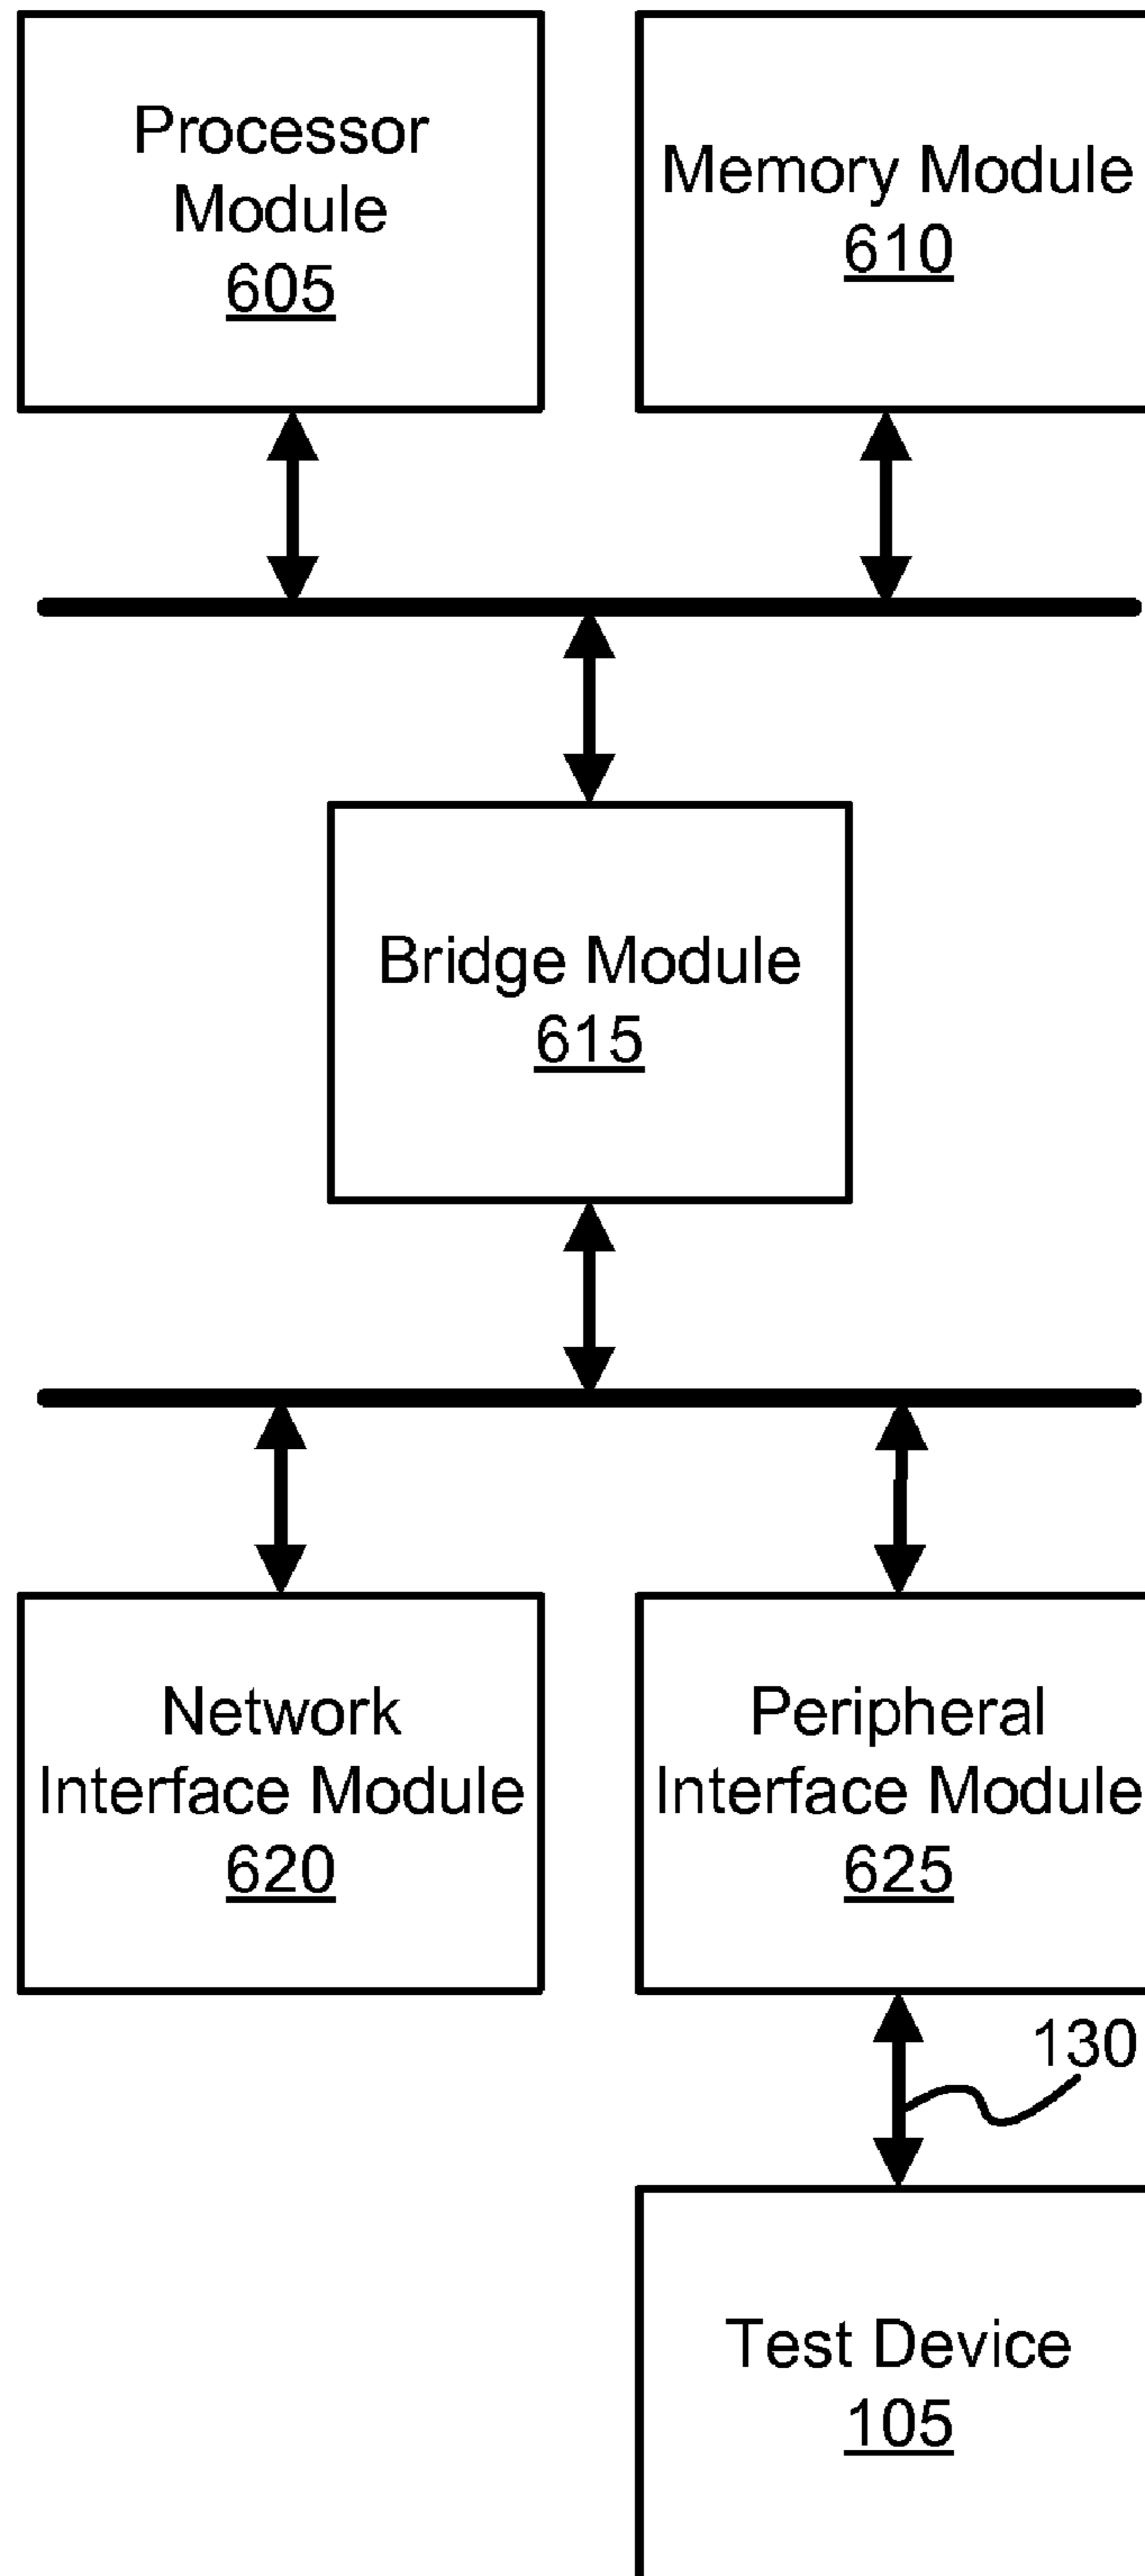 Processor
Module
605
Memory Module
610
Bridge Module
615
Network
Interface Module
620
Peripheral
Interface Module
625
130
Test Device
105